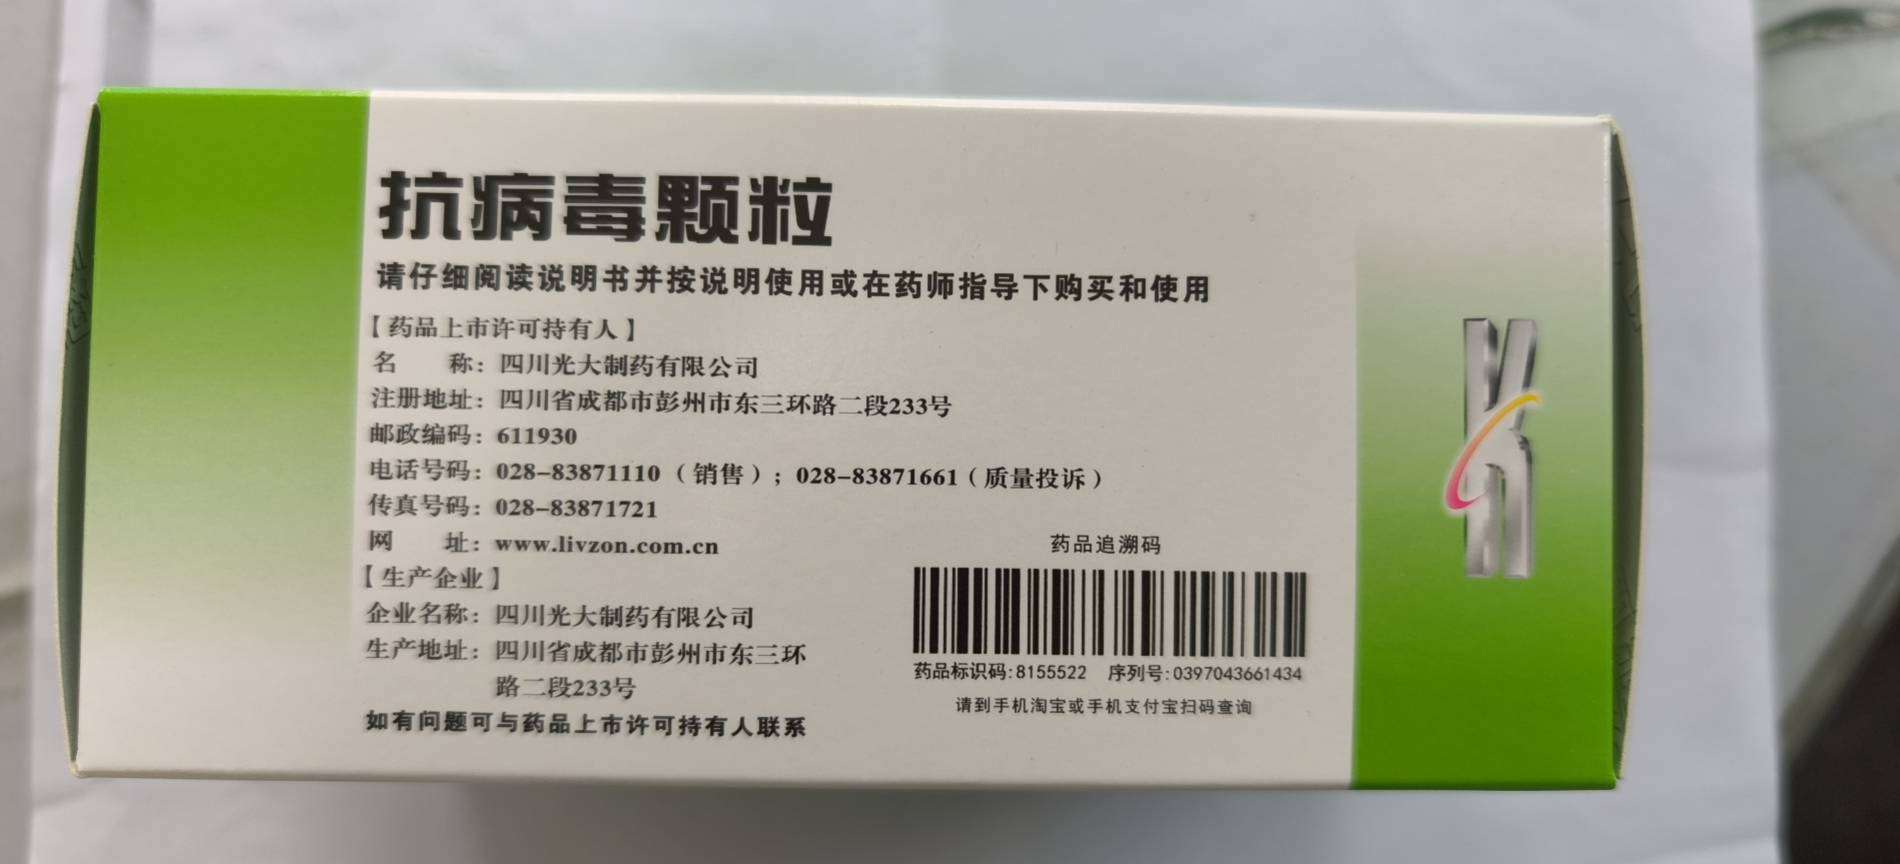 抗病毒颗粒
请仔细阅读说明书并按说明使用或在药师指导下购买和使用
【药品上市许可持有人】
名 称：四川光大制药有限公司
注册地址：四川省成都市彭州市东三环路二段233号
邮政编码：611930
电话号码：028-83871110（销售）；028-83871661（质量投诉）
传真号码：028-83871721
网 址：www.livzon.com.cn
【生产企业】
企业名称：四川光大制药有限公司
生产地址：四川省成都市彭州市东三环
路二段233号
如有问题可与药品上市许可持有人联系
药品追溯码
药品标识码:8155522 序列号:0397043661434
请到手机淘宝或手机支付宝扫码查询